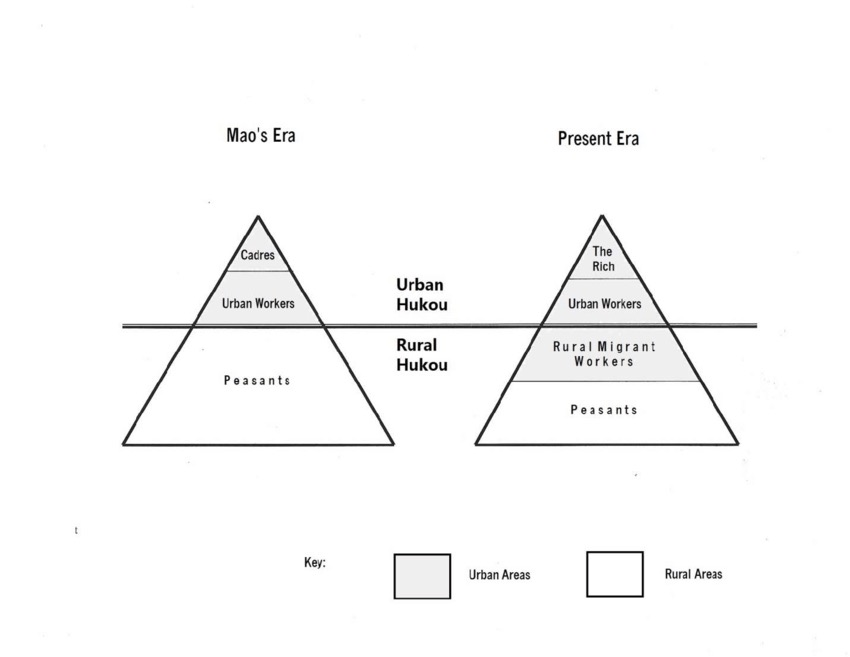 Mao's Era
Present Era
Cadres
Urban Workers
The
Rich
Urban Workers
Urban
Hukou
Rural
Hukou
Peasants
Rural Migrant
Workers
Peasants
Key:
Urban Areas
Rural Areas